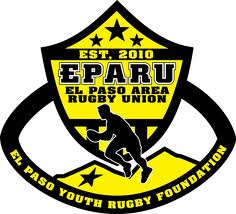 EST. 2010
EPARU
EL PASO AREA
RUGBY UNION
EL PASO YOUTH RUGBY FOUNDATION